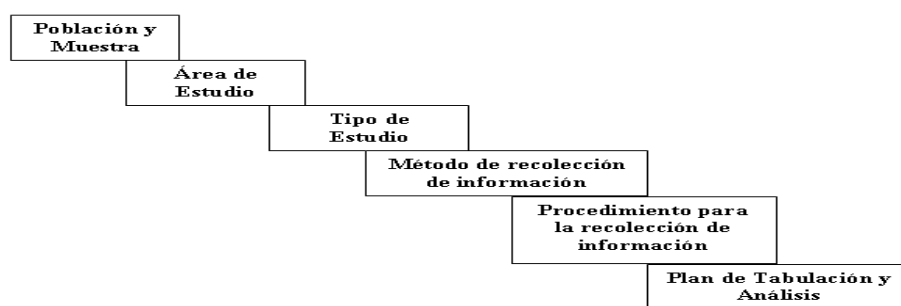 Población y
Muestra
Área de
Estudio
Tipo de
Estudio
Método de recolección
de información
Procedimiento para
la recolección de
información
Plan de Tabulación y
Análisis